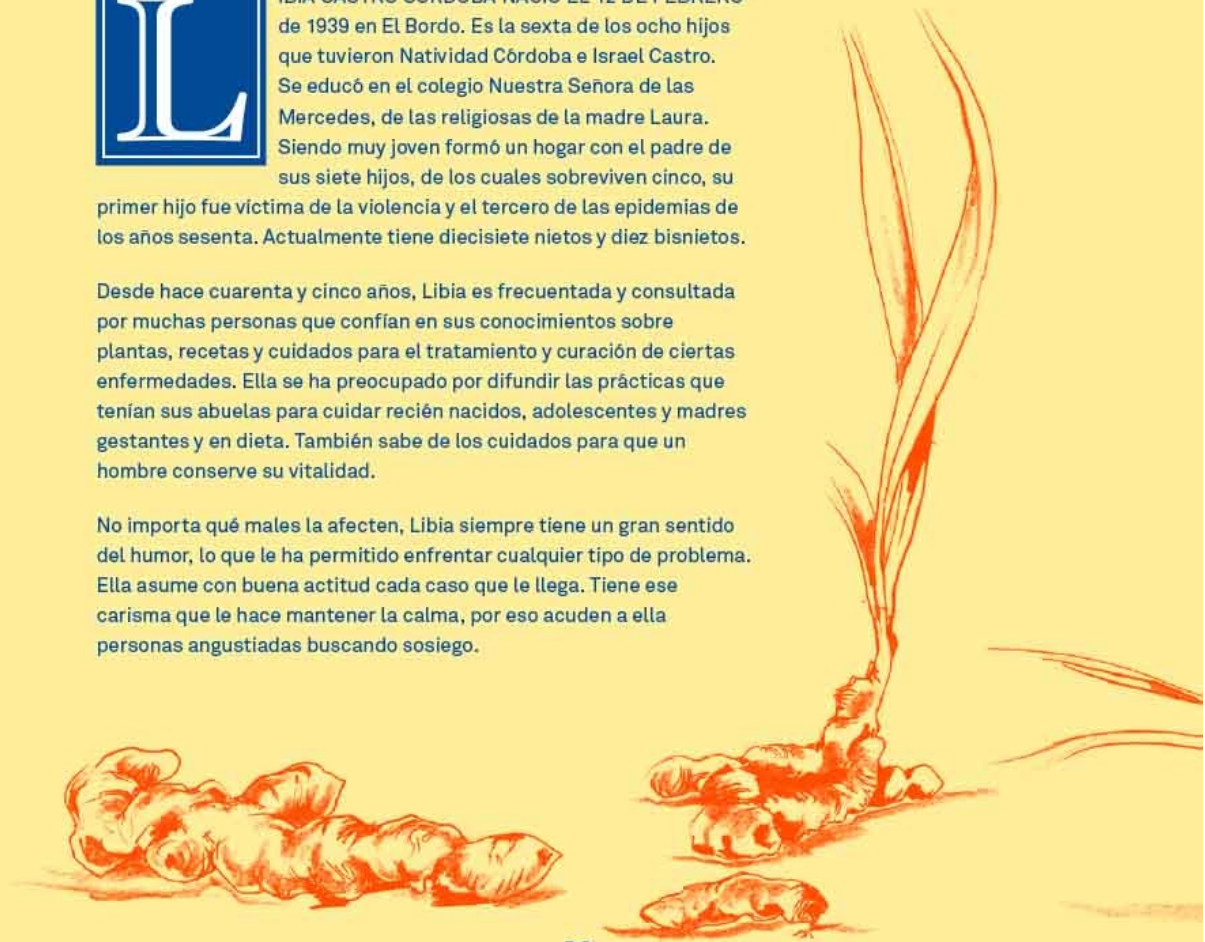 LIBIA CASTRO CÓRDOBA NACIÓ EL 12 DE FEBRERO
de 1939 en El Bordo. Es la sexta de los ocho hijos
que tuvieron Natividad Córdoba e Israel Castro.
Se educó en el colegio Nuestra Señora de las
Mercedes, de las religiosas de la madre Laura.
Siendo muy joven formó un hogar con el padre de
sus siete hijos, de los cuales sobreviven cinco, su
primer hijo fue víctima de la violencia y el tercero de las epidemias de
los años sesenta. Actualmente tiene diecisiete nietos y diez bisnietos.
Desde hace cuarenta y cinco años, Libia es frecuentada y consultada
por muchas personas que confían en sus conocimientos sobre
plantas, recetas y cuidados para el tratamiento y curación de ciertas
enfermedades. Ella se ha preocupado por difundir las prácticas que
tenían sus abuelas para cuidar recién nacidos, adolescentes y madres
gestantes y en dieta. También sabe de los cuidados para que un
hombre conserve su vitalidad.
No importa qué males la afecten, Libia siempre tiene un gran sentido
del humor, lo que le ha permitido enfrentar cualquier tipo de problema.
Ella asume con buena actitud cada caso que le llega. Tiene ese
carisma que le hace mantener la calma, por eso acuden a ella
personas angustiadas buscando sosiego.